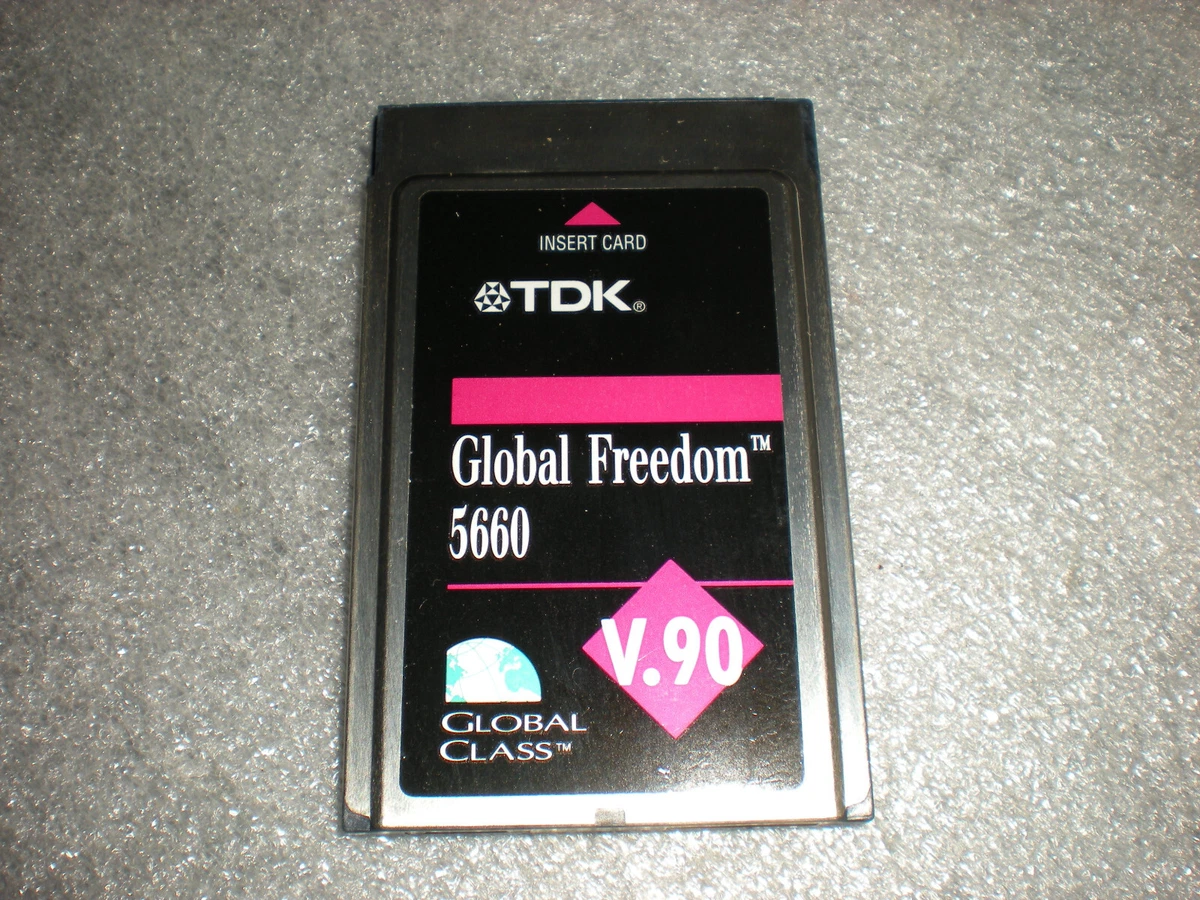 INSERT CARD
TDK®
Global Freedom™
5660
V.90
GLOBAL
CLASS™